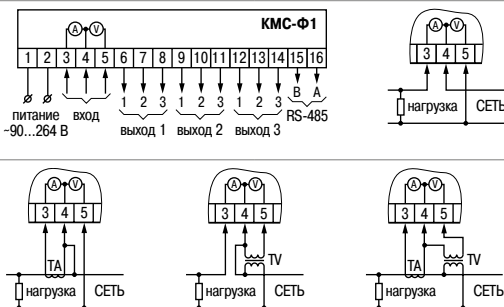 КМС-Ф1
A V
1 2 3 4 5 6 7 8 9 10 11 12 13 14 15 16
1 2 3 1 2 3 1 2 3 B A
питание
~90...264 В
вход
выход 1 выход 2 выход 3
RS-485
A V
3 4 5
нагрузка СЕТЬ
A V
3 4 5
TA
нагрузка СЕТЬ
A V
3 4 5
TV
нагрузка СЕТЬ
A V
3 4 5
TA TV
нагрузка СЕТЬ